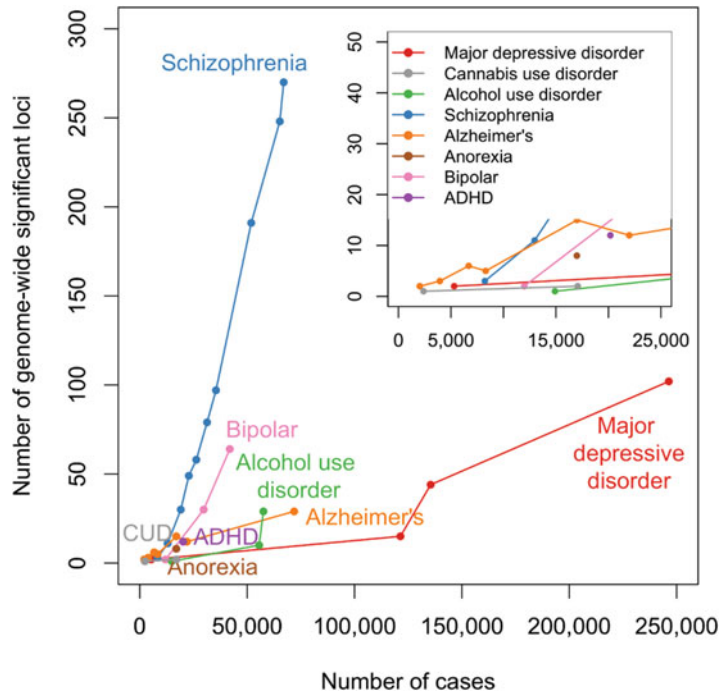 Number of genome-wide significant loci
300
250
200
150
100
50
0
Schizophrenia
Bipolar
Alcohol use
disorder
CUD
ADHD
Alzheimer's
Anorexia
Major
depressive
disorder
50
40
30
20
10
0
Major depressive disorder
Cannabis use disorder
Alcohol use disorder
Schizophrenia
Alzheimer's
Anorexia
Bipolar
ADHD
0 5,000 15,000 25,000
0 50,000 100,000 150,000 200,000 250,000
Number of cases